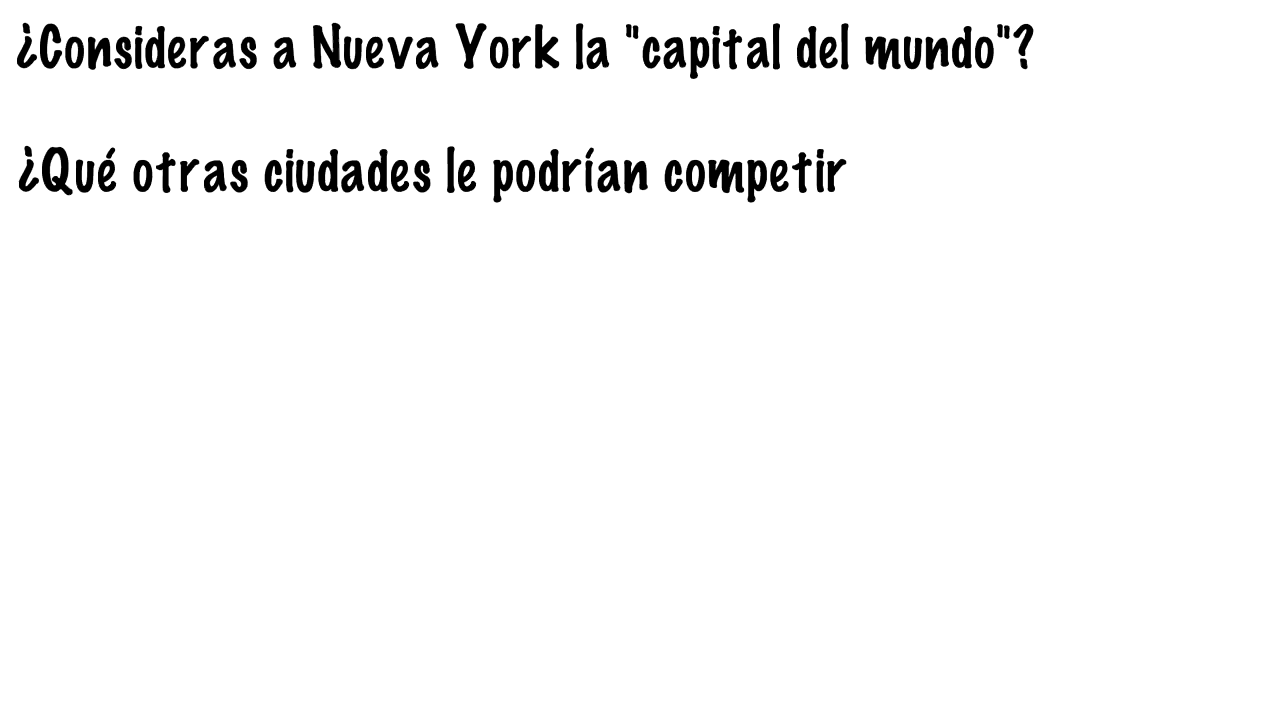 ¿Consideras a Nueva York la "capital del mundo"?
¿Qué otras ciudades le podrían competir